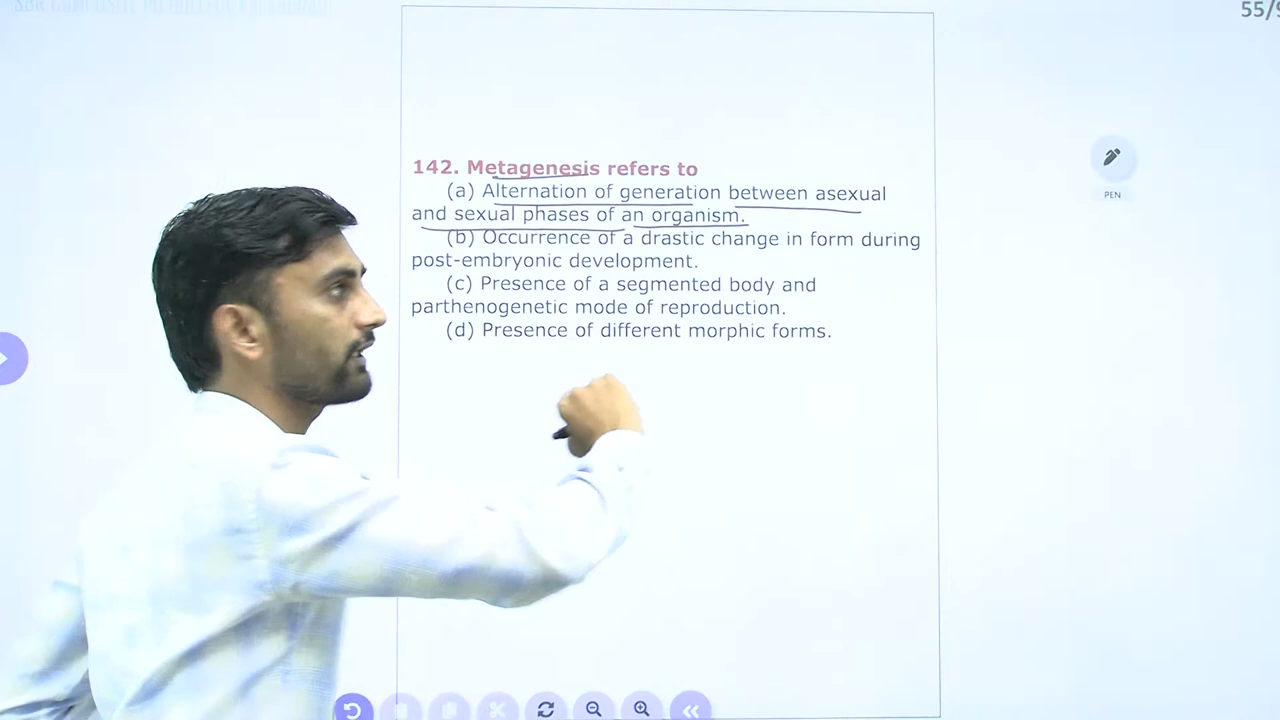 55/9
142. Metagenesis refers to
(a) Alternation of generation between asexual
and sexual phases of an organism.
(b) Occurrence of a drastic change in form during
post-embryonic development.
(c) Presence of a segmented body and
parthenogenetic mode of reproduction.
(d) Presence of different morphic forms.
PEN